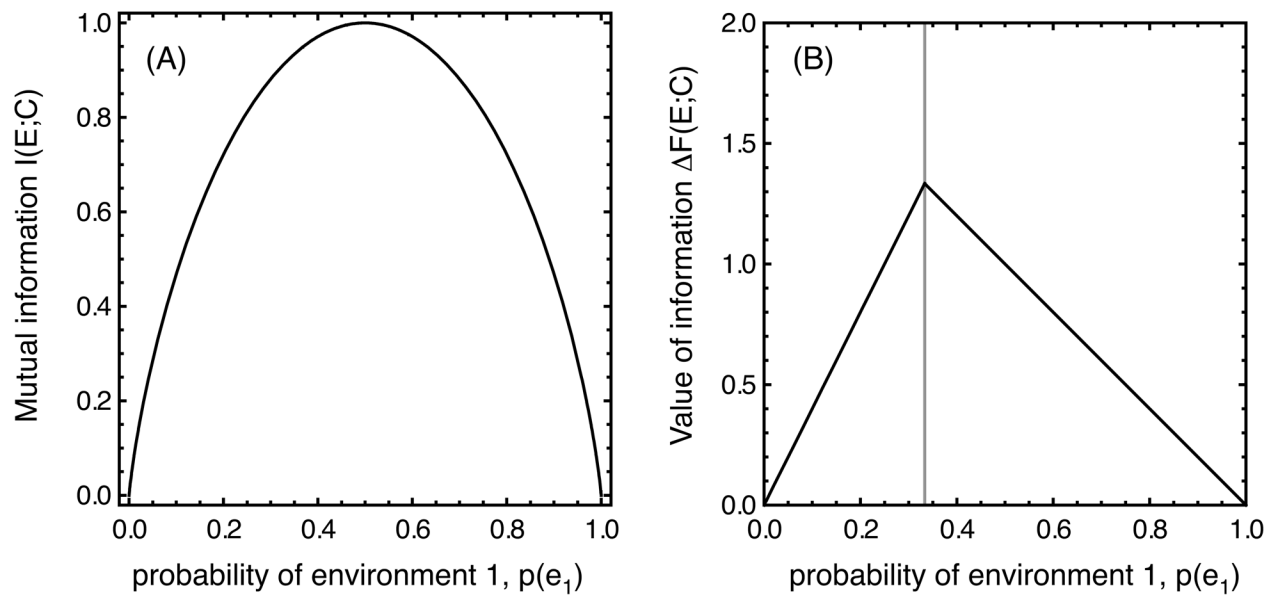 (A)
Mutual information I(E;C)
1.0
0.8
0.6
0.4
0.2
0.0
0.0 0.2 0.4 0.6 0.8 1.0
probability of environment 1, p(e₁)
(B)
Value of information ΔF(E;C)
2.0
1.5
1.0
0.5
0.0
0.0 0.2 0.4 0.6 0.8 1.0
probability of environment 1, p(e₁)